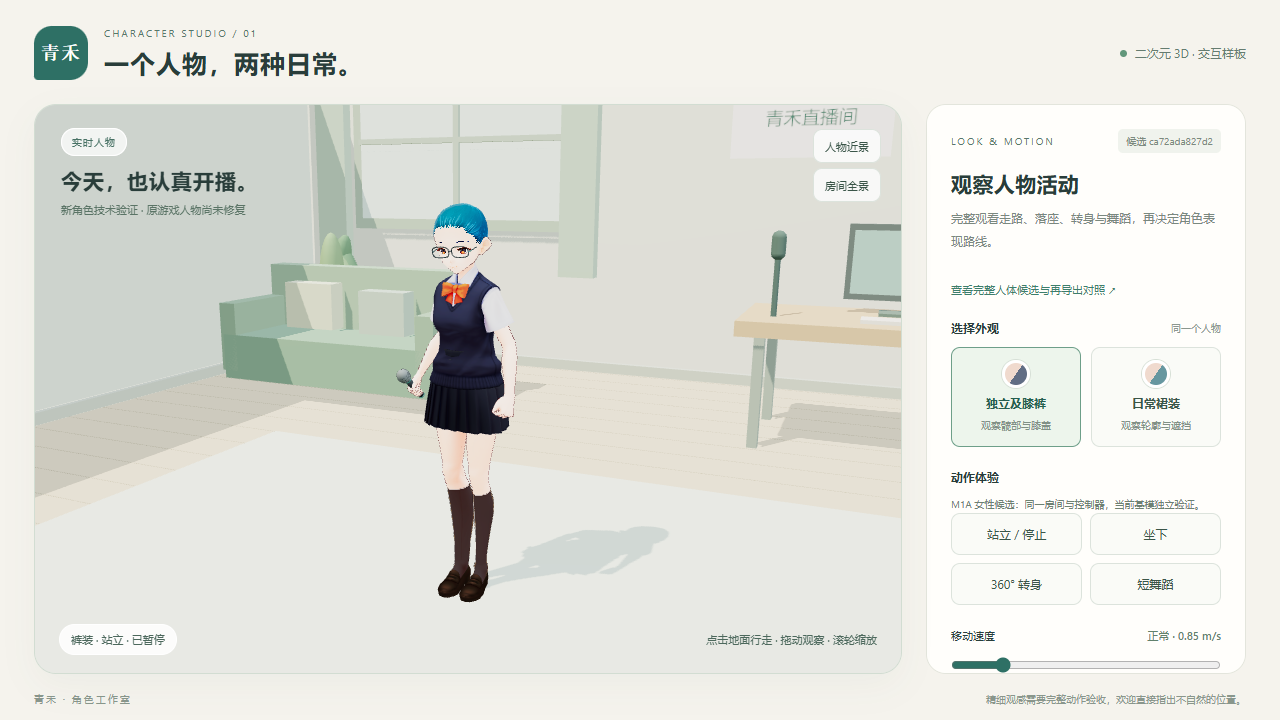 青禾
CHARACTER STUDIO / 01
一个人物，两种日常。
二次元 3D · 交互样板
实时人物
今天，也认真开播。
新角色技术验证 · 原游戏人物尚未修复
青禾直播间
人物近景
房间全景
裤装 · 站立 · 已暂停
点击地面行走 · 拖动观察 · 滚轮缩放
LOOK & MOTION
候选 ca72ada827d2
观察人物活动
完整观看走路、落座、转身与舞蹈，再决定角色表
现路线。
查看完整人体候选与再导出对照 ↗
选择外观
同一个人物
独立及膝裤
观察髋部与膝盖
日常裙装
观察轮廓与遮挡
动作体验
M1A 女性候选：同一房间与控制器，当前基模独立验证。
站立 / 停止
坐下
360° 转身
短舞蹈
移动速度
正常 · 0.85 m/s
青禾 · 角色工作室
精细观感需要完整动作验收，欢迎直接指出不自然的位置。